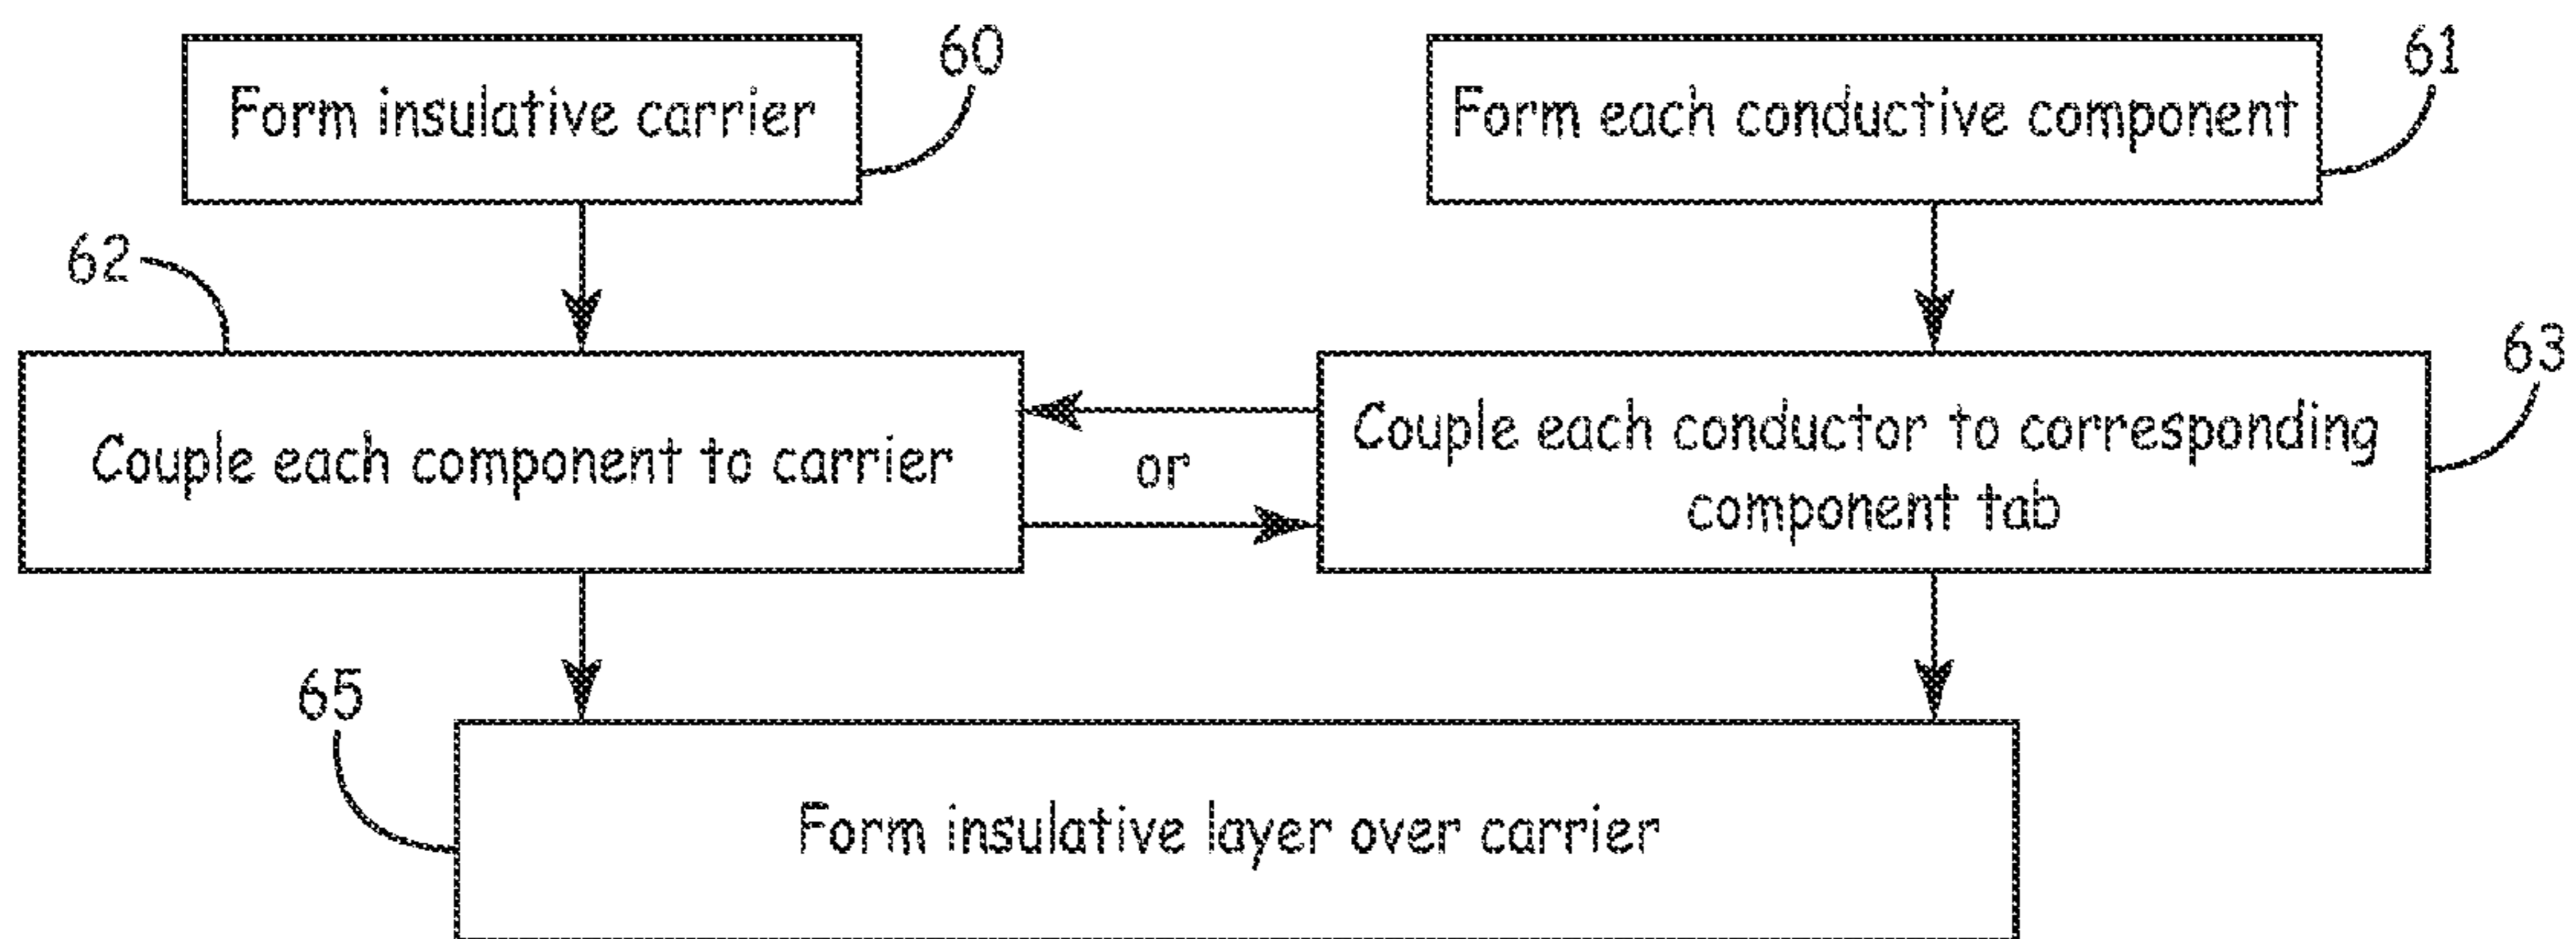 60
61
Form insulative carrier
Form each conductive component
62
63
Couple each component to carrier
or
Couple each conductor to corresponding
component tab
65
Form insulative layer over carrier